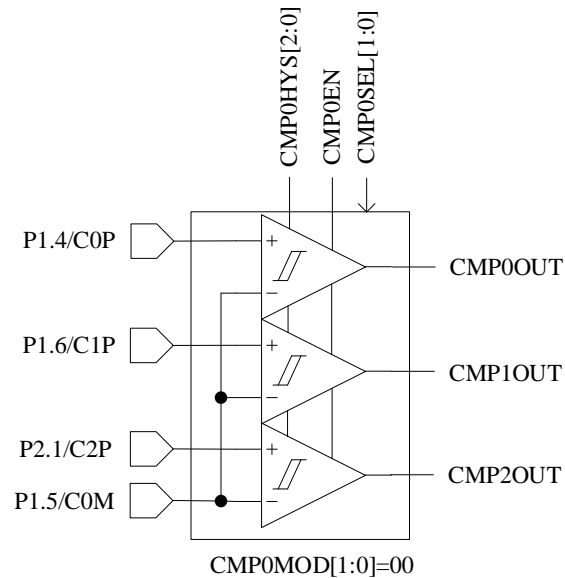 CMP0HYS[2:0]
CMP0EN
CMP0SEL[1:0]
P1.4/C0P
+
−
CMP0OUT
P1.6/C1P
+
−
CMP1OUT
P2.1/C2P
+
−
CMP2OUT
P1.5/C0M
CMP0MOD[1:0]=00